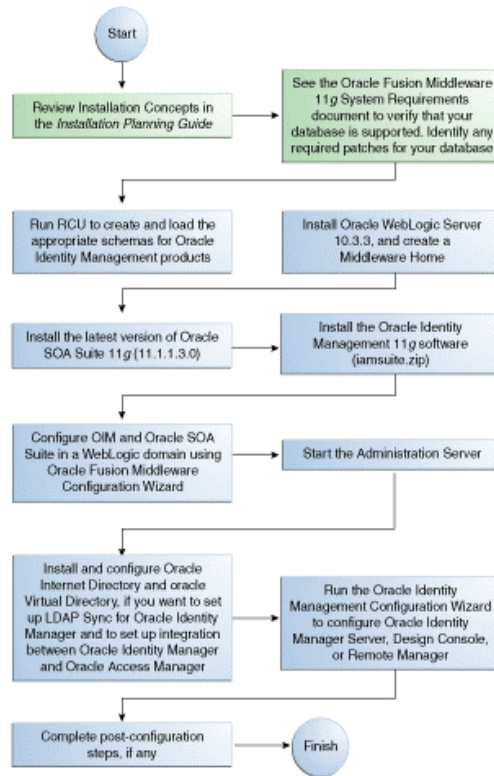 Start
Review Installation Concepts in
the Installation Planning Guide
See the Oracle Fusion Middleware
11g System Requirements
document to verify that your
database is supported. Identify any
required patches for your database
Run RCU to create and load the
appropriate schemas for Oracle
Identity Management products
Install Oracle WebLogic Server
10.3.3, and create a
Middleware Home
Install the latest version of Oracle
SOA Suite 11g (11.1.1.3.0)
Install the Oracle Identity
Management 11g software
(iamsuite.zip)
Configure OIM and Oracle SOA
Suite in a WebLogic domain using
Oracle Fusion Middleware
Configuration Wizard
Start the Administration Server
Install and configure Oracle
Internet Directory and oracle
Virtual Directory, if you want to set
up LDAP Sync for Oracle Identity
Manager and to set up integration
between Oracle Identity Manager
and Oracle Access Manager
Run the Oracle Identity
Management Configuration Wizard
to configure Oracle Identity
Manager Server, Design Console,
or Remote Manager
Complete post-configuration
steps, if any
Finish